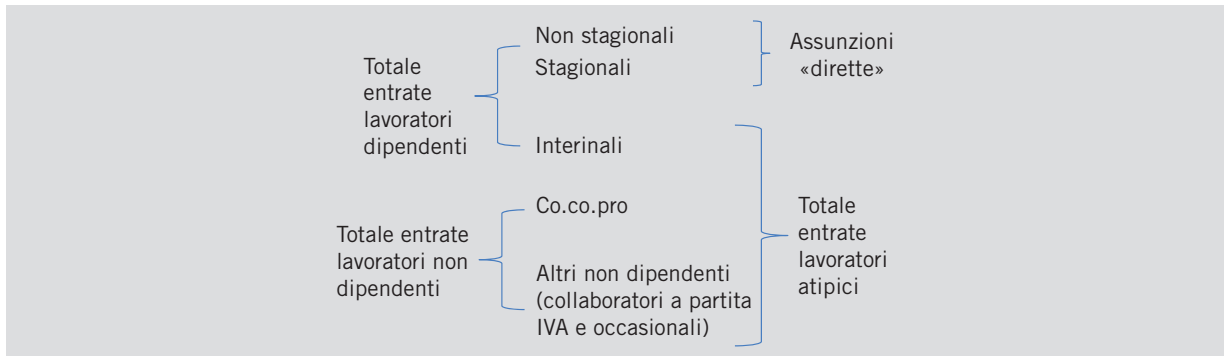 Totale
entrate
lavoratori
dipendenti
Non stagionali
Stagionali
Interinali
Assunzioni
«dirette»
Totale entrate
lavoratori non
dipendenti
Co.co.pro
Altri non dipendenti
(collaboratori a partita
IVA e occasionali)
Totale
entrate
lavoratori
atipici